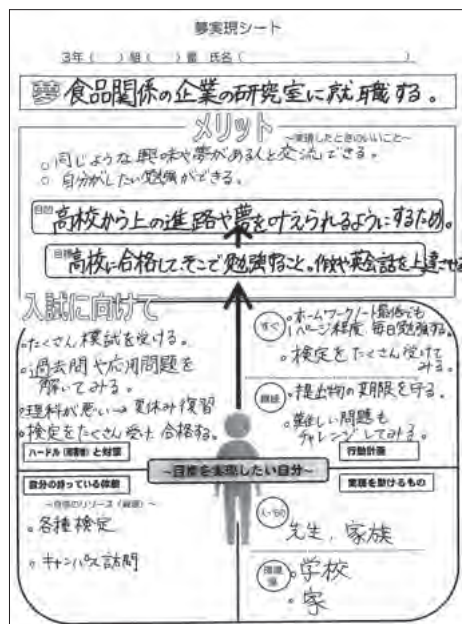 夢実現シート
3年( )組( )番 氏名( )
夢 食品関係の企業の研究室に就職する。
メリット ~実現したときのいいこと~
○同じような興味や夢がある人と交流できる。
○自分がしたい勉強ができる。
目的 高校から上の進路や夢を叶えられるようにするため。
目標 高校に合格して、そこで勉強すること。作文や英会話を上達させる
入試に向けて
○たくさん模試を受ける。
○過去問や応用問題を
解いてみる。
○理科が悪い→夏休み復習
○検定をたくさん受け、合格する。
ハードル(障害物)と対策
すぐ ○ホームワークノート最低でも
1ページ程度、毎日勉強する。
○検定をたくさん受けて
みる。
継続 ○提出物の期限を守る。
○難しい問題も
チャレンジしてみる。
行動計画
~目標を実現したい自分~
自分の持っている体験
~自信のリソース(資源)~
○各種検定
○キャンパス訪問
実現を助けるもの
人・もの
先生、家族
環境
○学校
○家